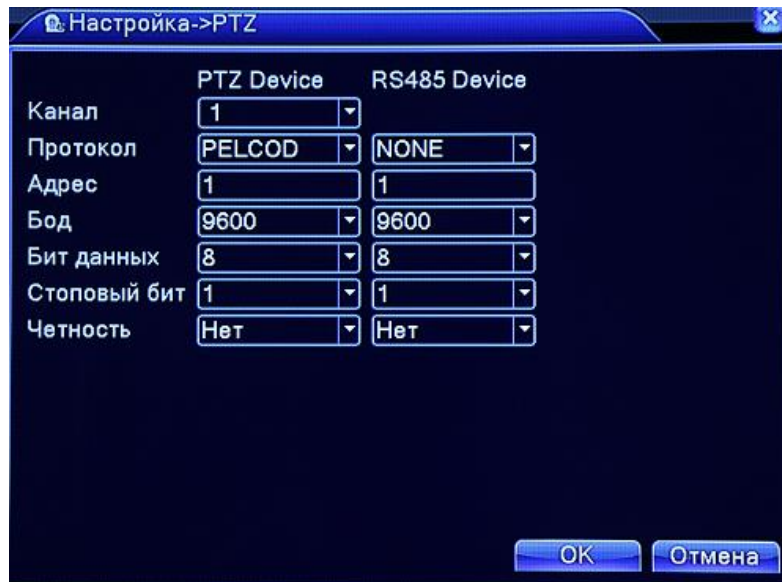 Настройка->PTZ
PTZ Device RS485 Device
Канал 1
Протокол PELCOD NONE
Адрес 1 1
Бод 9600 9600
Бит данных 8 8
Стоповый бит 1 1
Четность Нет Нет
OK Отмена